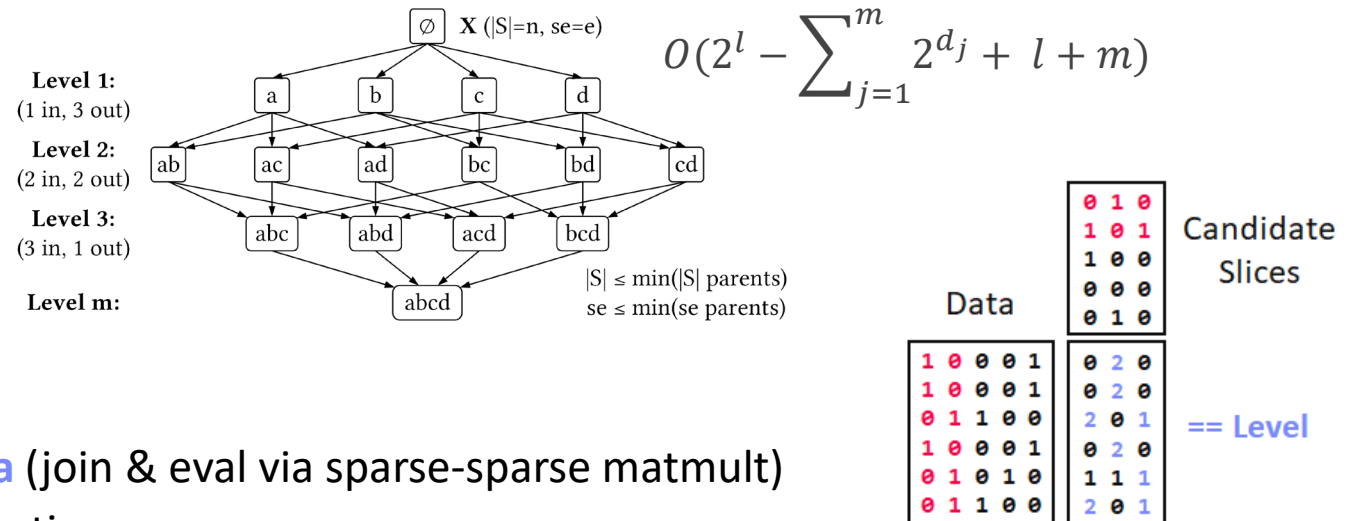 ∅ X (|S|=n, se=e)
O(2^l − ∑_{j=1}^{m} 2^{d_j} + l + m)
Level 1:
(1 in, 3 out)
a b c d
Level 2:
(2 in, 2 out)
ab ac ad bc bd cd
Level 3:
(3 in, 1 out)
abc abd acd bcd
Level m:
abcd
|S| ≤ min(|S| parents)
se ≤ min(se parents)
0 1 0
1 0 1
1 0 0
0 0 0
0 1 0
Candidate
Slices
Data
1 0 0 0 1
1 0 0 0 1
0 1 1 0 0
1 0 0 0 1
0 1 0 1 0
0 1 1 0 0
0 2 0
0 2 0
2 0 1
0 2 0
1 1 1
2 0 1
== Level
a (join & eval via sparse-sparse matmult)